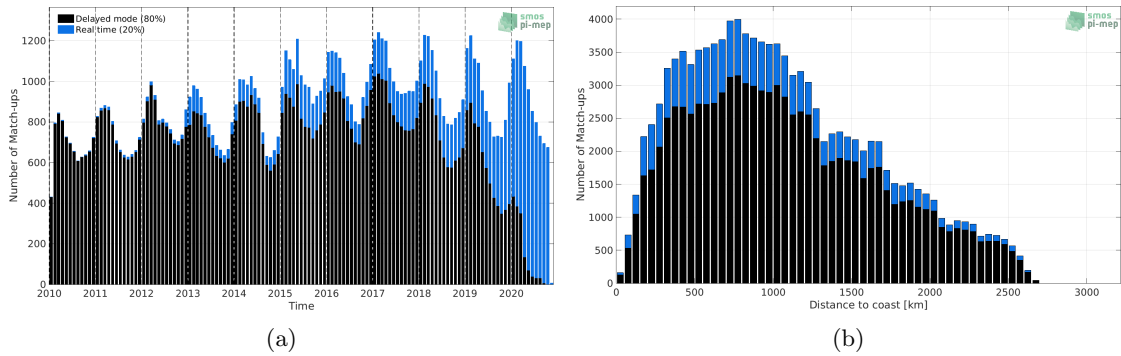 Delayed mode (80%)
Real time (20%)
smos
pi-mep
Number of Match-ups
1200
1000
800
600
400
200
0
2010 2011 2012 2013 2014 2015 2016 2017 2018 2019 2020
Time
(a)
smos
pi-mep
Number of Match-ups
4000
3500
3000
2500
2000
1500
1000
500
0
0 500 1000 1500 2000 2500 3000
Distance to coast [km]
(b)